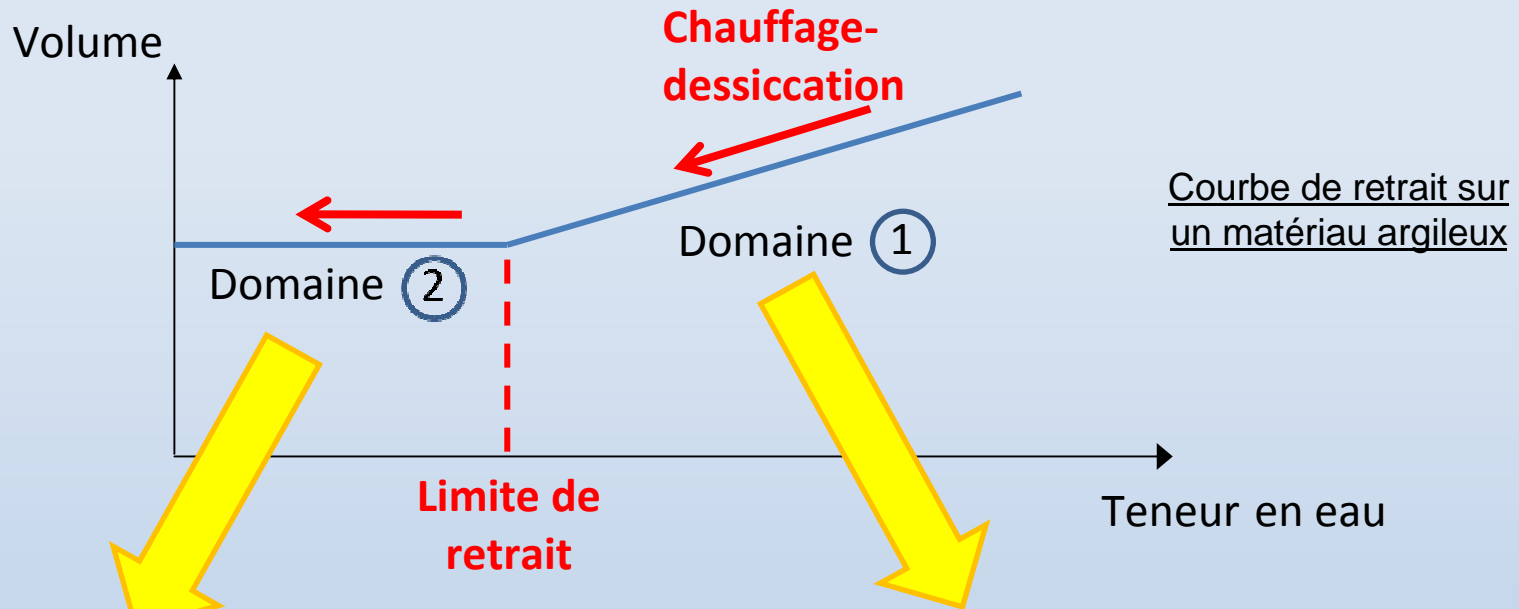 Volume
Chauffage-
dessiccation
Courbe de retrait sur
un matériau argileux
Domaine 1
Domaine 2
Limite de
retrait
Teneur en eau